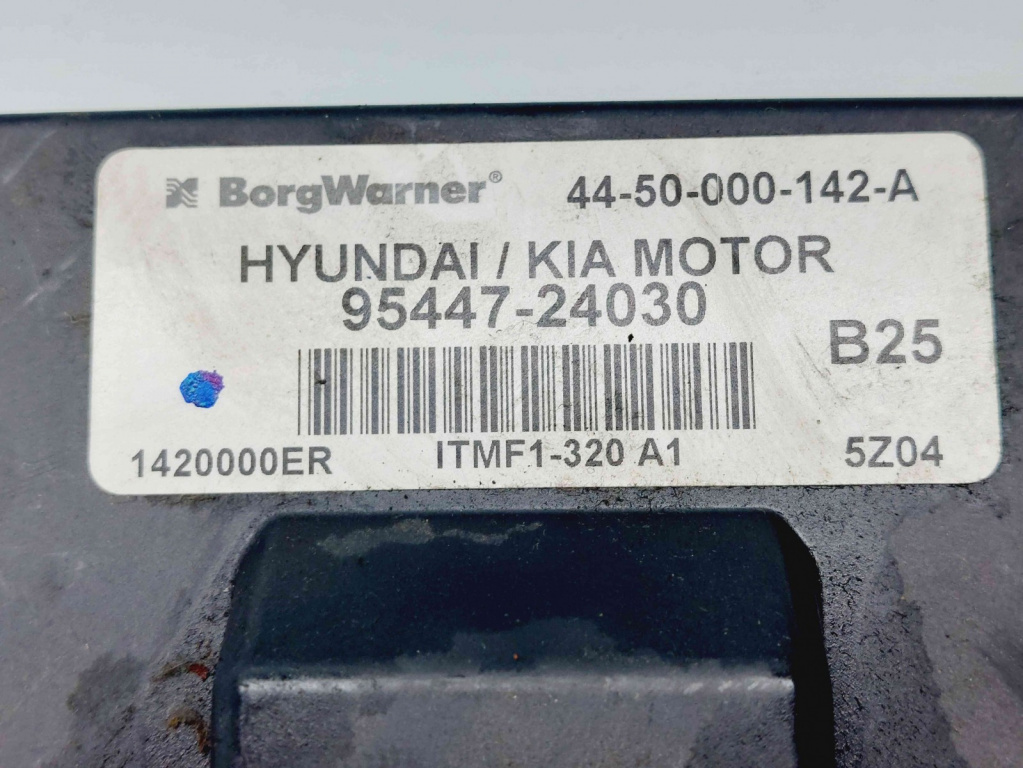 BorgWarner® 44-50-000-142-A
HYUNDAI / KIA MOTOR
95447-24030
B25
1420000ER ITMF1-320 A1 5Z04